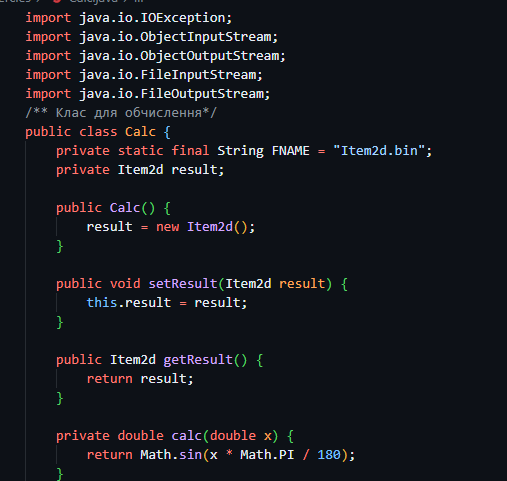 import java.io.IOException;
import java.io.ObjectInputStream;
import java.io.ObjectOutputStream;
import java.io.FileInputStream;
import java.io.FileOutputStream;
/** Клас для обчислення*/
public class Calc {
    private static final String FNAME = "Item2d.bin";
    private Item2d result;
    public Calc() {
        result = new Item2d();
    }
    public void setResult(Item2d result) {
        this.result = result;
    }
    public Item2d getResult() {
        return result;
    }
    private double calc(double x) {
        return Math.sin(x * Math.PI / 180);
    }